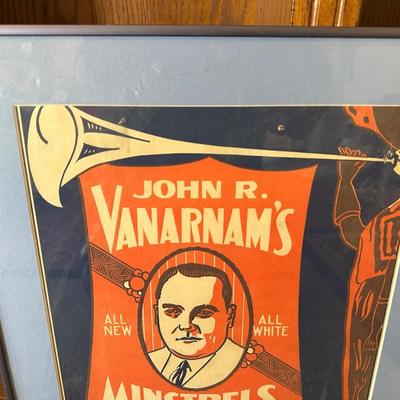 JOHN R.
VANARNAM'S
ALL ALL
NEW WHITE
MINSTRELS